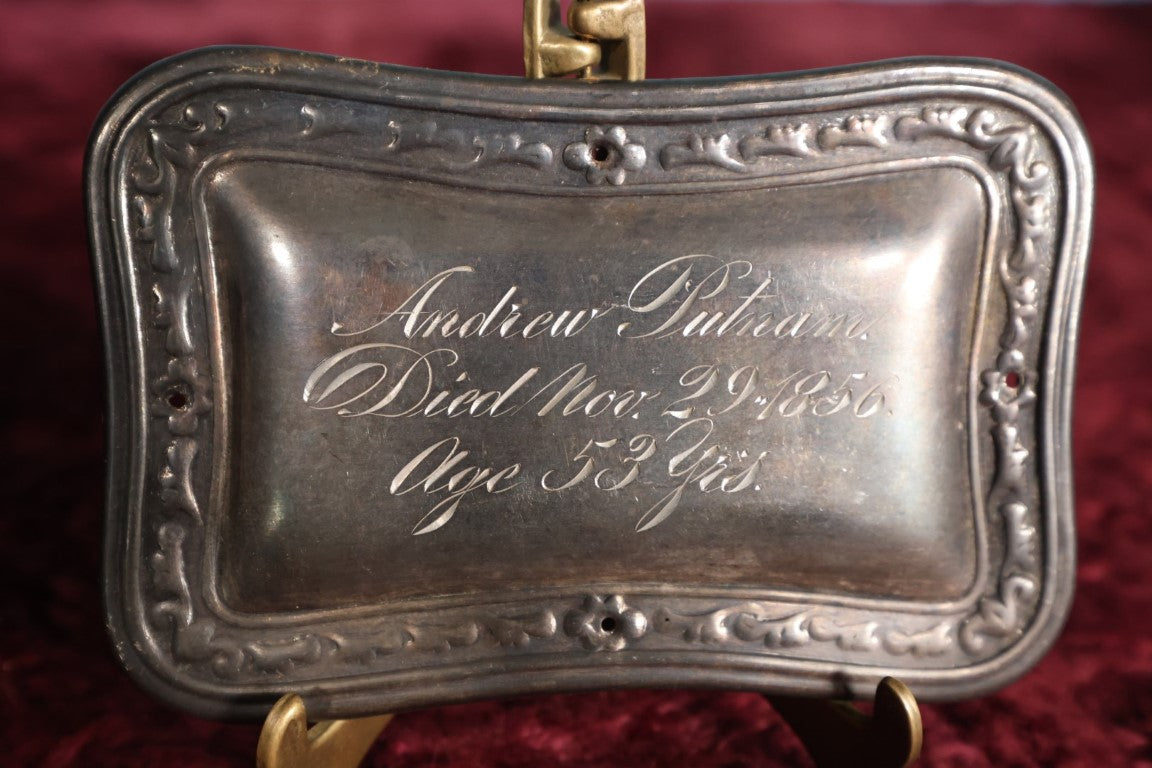 Andrew Putnam.
Died Nov. 29. 1856.
Age 53 Yrs.